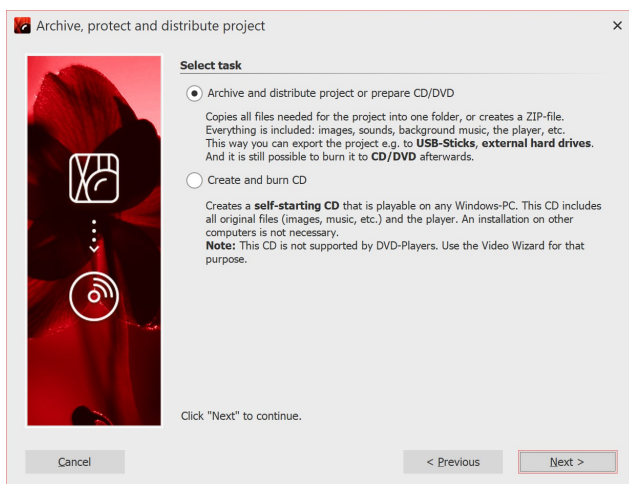 Archive, protect and distribute project
Select task
Archive and distribute project or prepare CD/DVD
Copies all files needed for the project into one folder, or creates a ZIP-file.
Everything is included: images, sounds, background music, the player, etc.
This way you can export the project e.g. to USB-Sticks, external hard drives.
And it is still possible to burn it to CD/DVD afterwards.
Create and burn CD
Creates a self-starting CD that is playable on any Windows-PC. This CD includes
all original files (images, music, etc.) and the player. An installation on other
computers is not necessary.
Note: This CD is not supported by DVD-Players. Use the Video Wizard for that
purpose.
Click "Next" to continue.
Cancel
< Previous
Next >